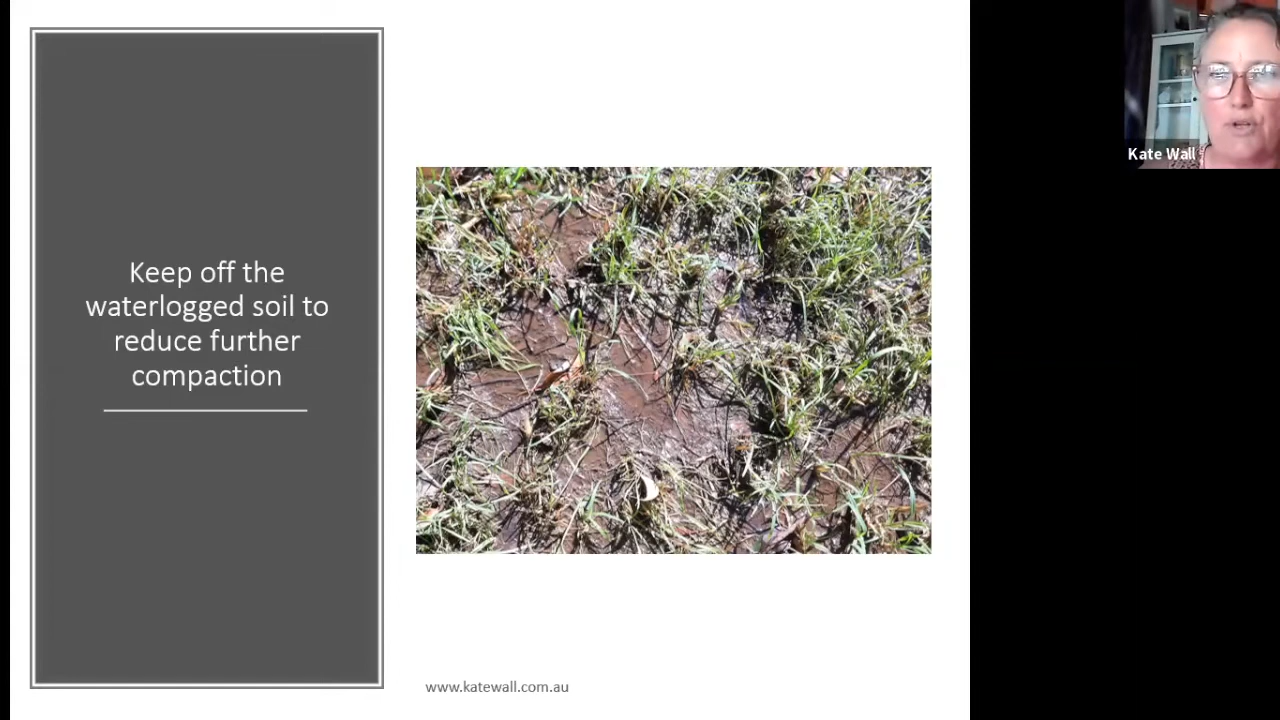 Keep off the
waterlogged soil to
reduce further
compaction
Kate Wall
www.katewall.com.au